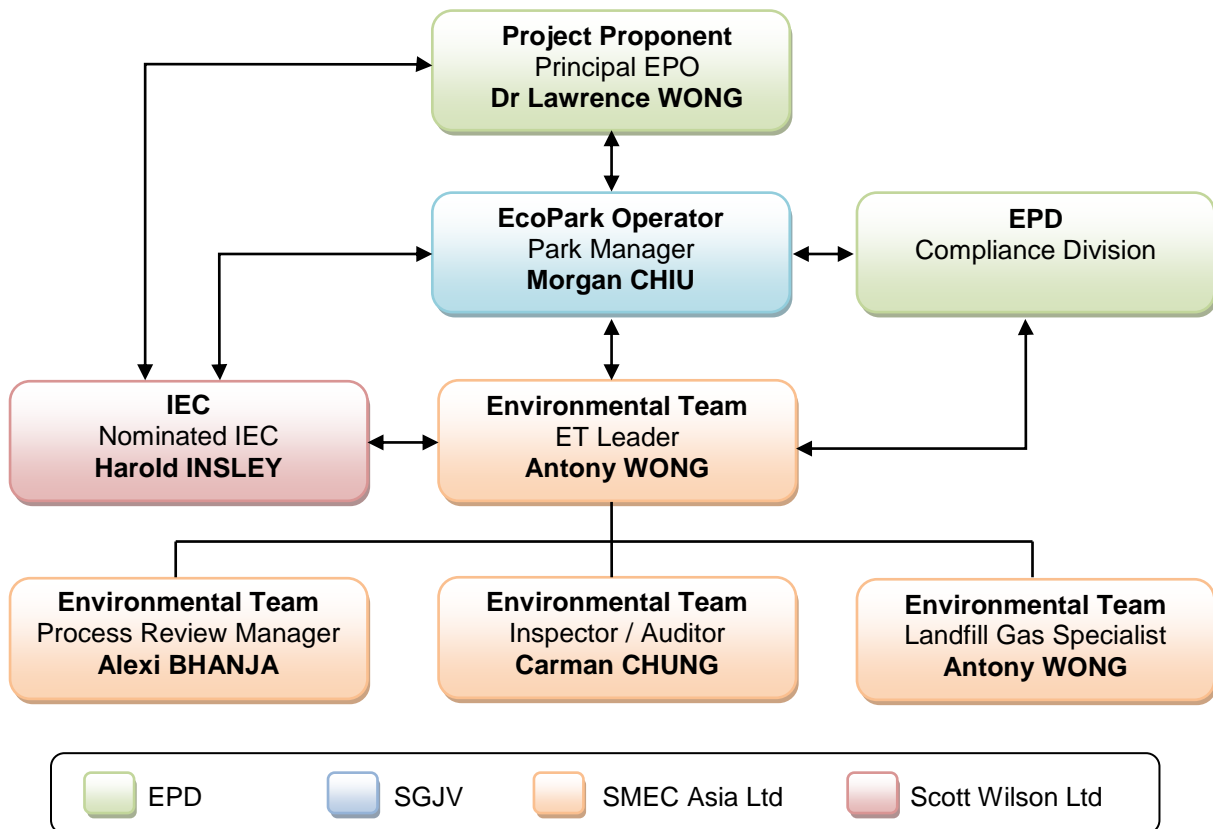 Project Proponent
Principal EPO
Dr Lawrence WONG
EcoPark Operator
Park Manager
Morgan CHIU
EPD
Compliance Division
IEC
Nominated IEC
Harold INSLEY
Environmental Team
ET Leader
Antony WONG
Environmental Team
Process Review Manager
Alexi BHANJA
Environmental Team
Inspector / Auditor
Carman CHUNG
Environmental Team
Landfill Gas Specialist
Antony WONG
EPD
SGJV
SMEC Asia Ltd
Scott Wilson Ltd